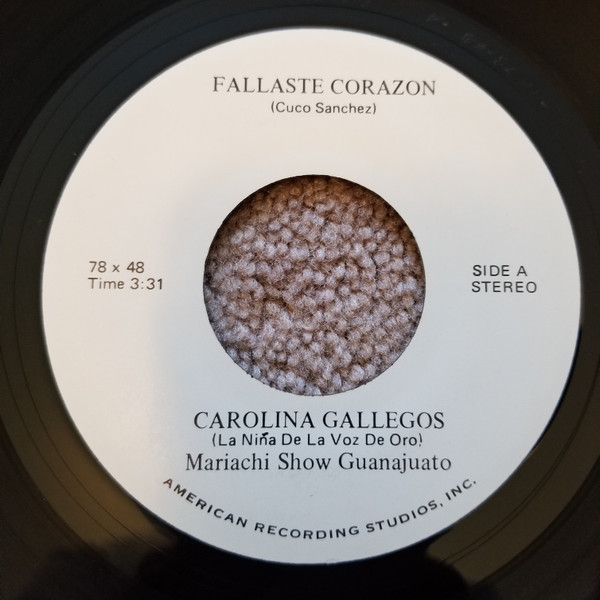 FALLASTE CORAZON
(Cuco Sanchez)
78 x 48
Time 3:31
SIDE A
STEREO
CAROLINA GALLEGOS
(La Niña De La Voz De Oro)
Mariachi Show Guanajuato
AMERICAN RECORDING STUDIOS, INC.